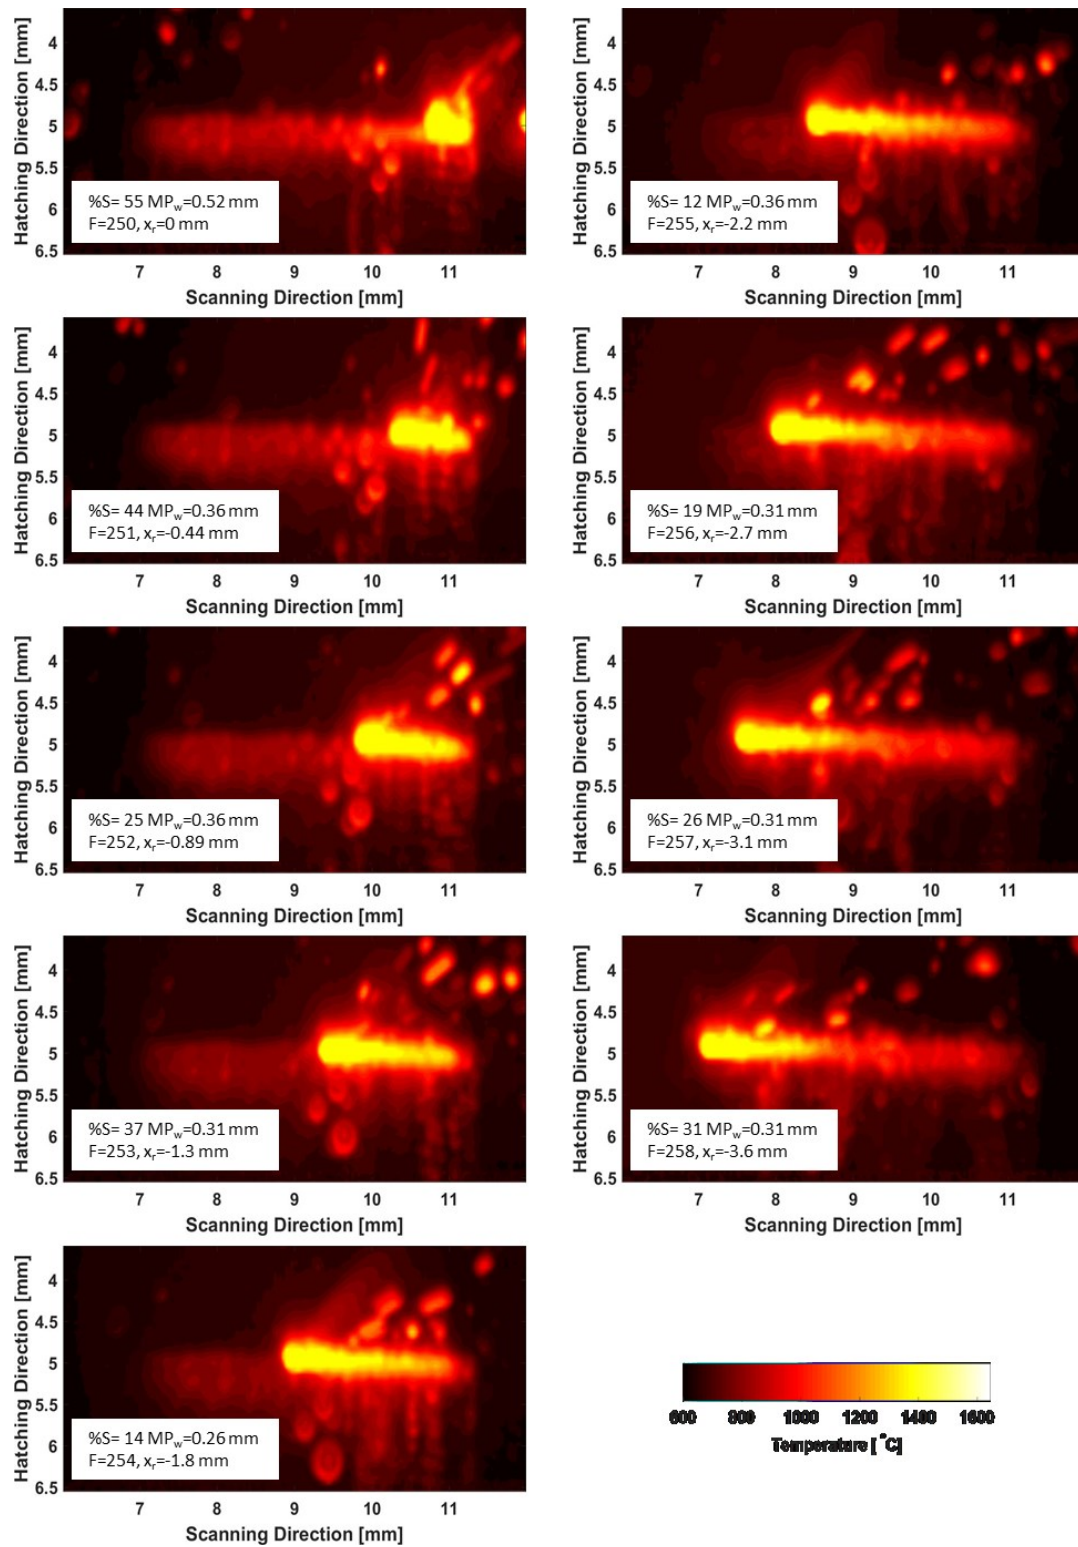 Hatching Direction [mm]
4
4.5
5
5.5
6
6.5
%S= 55 MPw=0.52 mm
F=250, xr=0 mm
7 8 9 10 11
Scanning Direction [mm]
Hatching Direction [mm]
4
4.5
5
5.5
6
6.5
%S= 12 MPw=0.36 mm
F=255, xr=-2.2 mm
7 8 9 10 11
Scanning Direction [mm]
Hatching Direction [mm]
4
4.5
5
5.5
6
6.5
%S= 44 MPw=0.36 mm
F=251, xr=-0.44 mm
7 8 9 10 11
Scanning Direction [mm]
Hatching Direction [mm]
4
4.5
5
5.5
6
6.5
%S= 19 MPw=0.31 mm
F=256, xr=-2.7 mm
7 8 9 10 11
Scanning Direction [mm]
Hatching Direction [mm]
4
4.5
5
5.5
6
6.5
%S= 25 MPw=0.36 mm
F=252, xr=-0.89 mm
7 8 9 10 11
Scanning Direction [mm]
Hatching Direction [mm]
4
4.5
5
5.5
6
6.5
%S= 26 MPw=0.31 mm
F=257, xr=-3.1 mm
7 8 9 10 11
Scanning Direction [mm]
Hatching Direction [mm]
4
4.5
5
5.5
6
6.5
%S= 37 MPw=0.31 mm
F=253, xr=-1.3 mm
7 8 9 10 11
Scanning Direction [mm]
Hatching Direction [mm]
4
4.5
5
5.5
6
6.5
%S= 31 MPw=0.31 mm
F=258, xr=-3.6 mm
7 8 9 10 11
Scanning Direction [mm]
Hatching Direction [mm]
4
4.5
5
5.5
6
6.5
%S= 14 MPw=0.26 mm
F=254, xr=-1.8 mm
7 8 9 10 11
Scanning Direction [mm]
600 800 1000 1200 1400 1600
Temperature [°C]